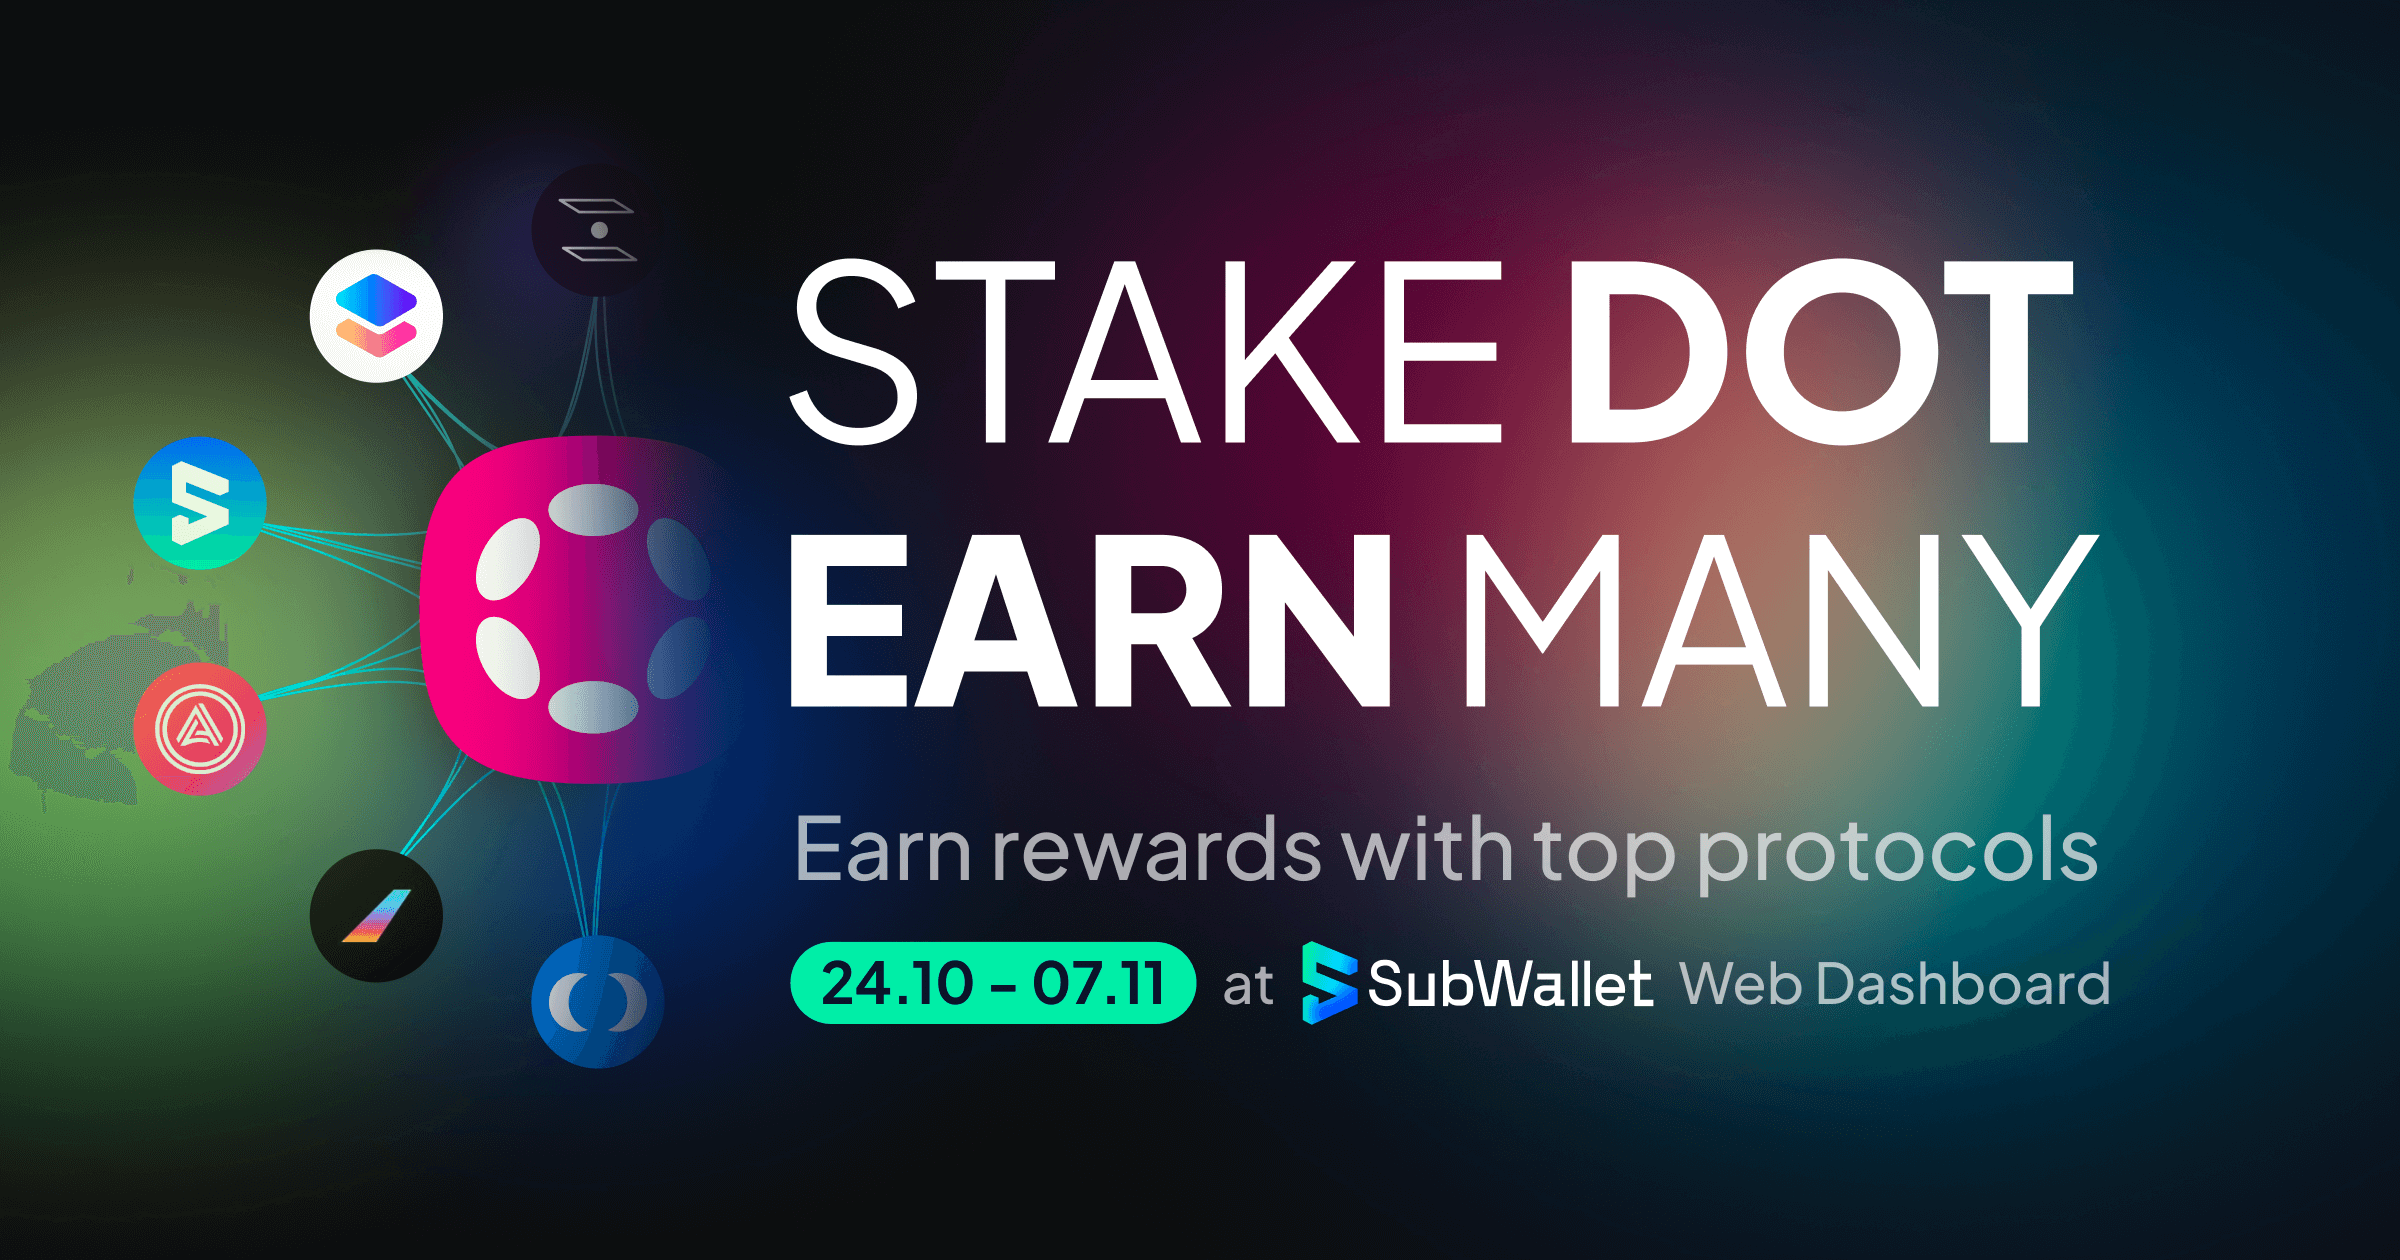 STAKE DOT
EARN MANY
Earn rewards with top protocols
24.10 – 07.11 at SubWallet Web Dashboard